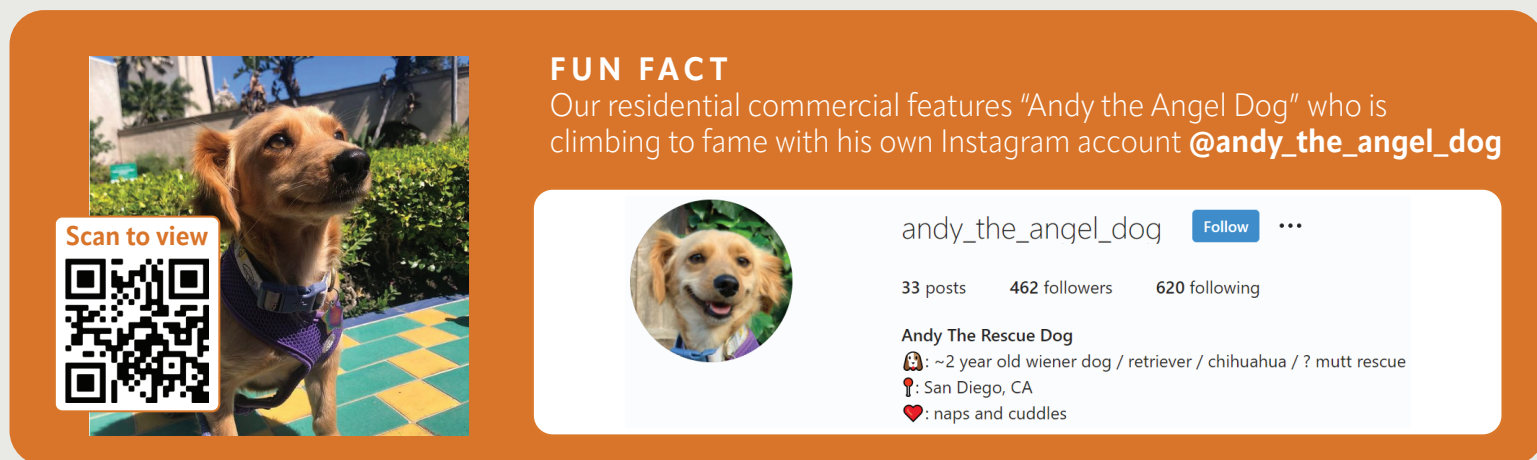 FUN FACT
Our residential commercial features “Andy the Angel Dog” who is
climbing to fame with his own Instagram account @andy_the_angel_dog
Scan to view
andy_the_angel_dog Follow •••
33 posts 462 followers 620 following
Andy The Rescue Dog
: ~2 year old wiener dog / retriever / chihuahua / ? mutt rescue
: San Diego, CA
: naps and cuddles